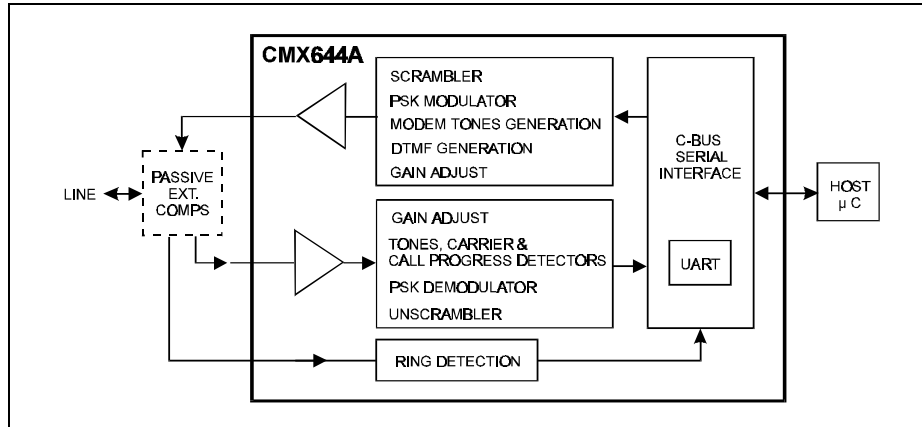 CMX644A
SCRAMBLER
PSK MODULATOR
MODEM TONES GENERATION
DTMF GENERATION
GAIN ADJUST
C-BUS
SERIAL
INTERFACE
UART
HOST
µ C
LINE
PASSIVE
EXT.
COMPS
GAIN ADJUST
TONES, CARRIER &
CALL PROGRESS DETECTORS
PSK DEMODULATOR
UNSCRAMBLER
RING DETECTION